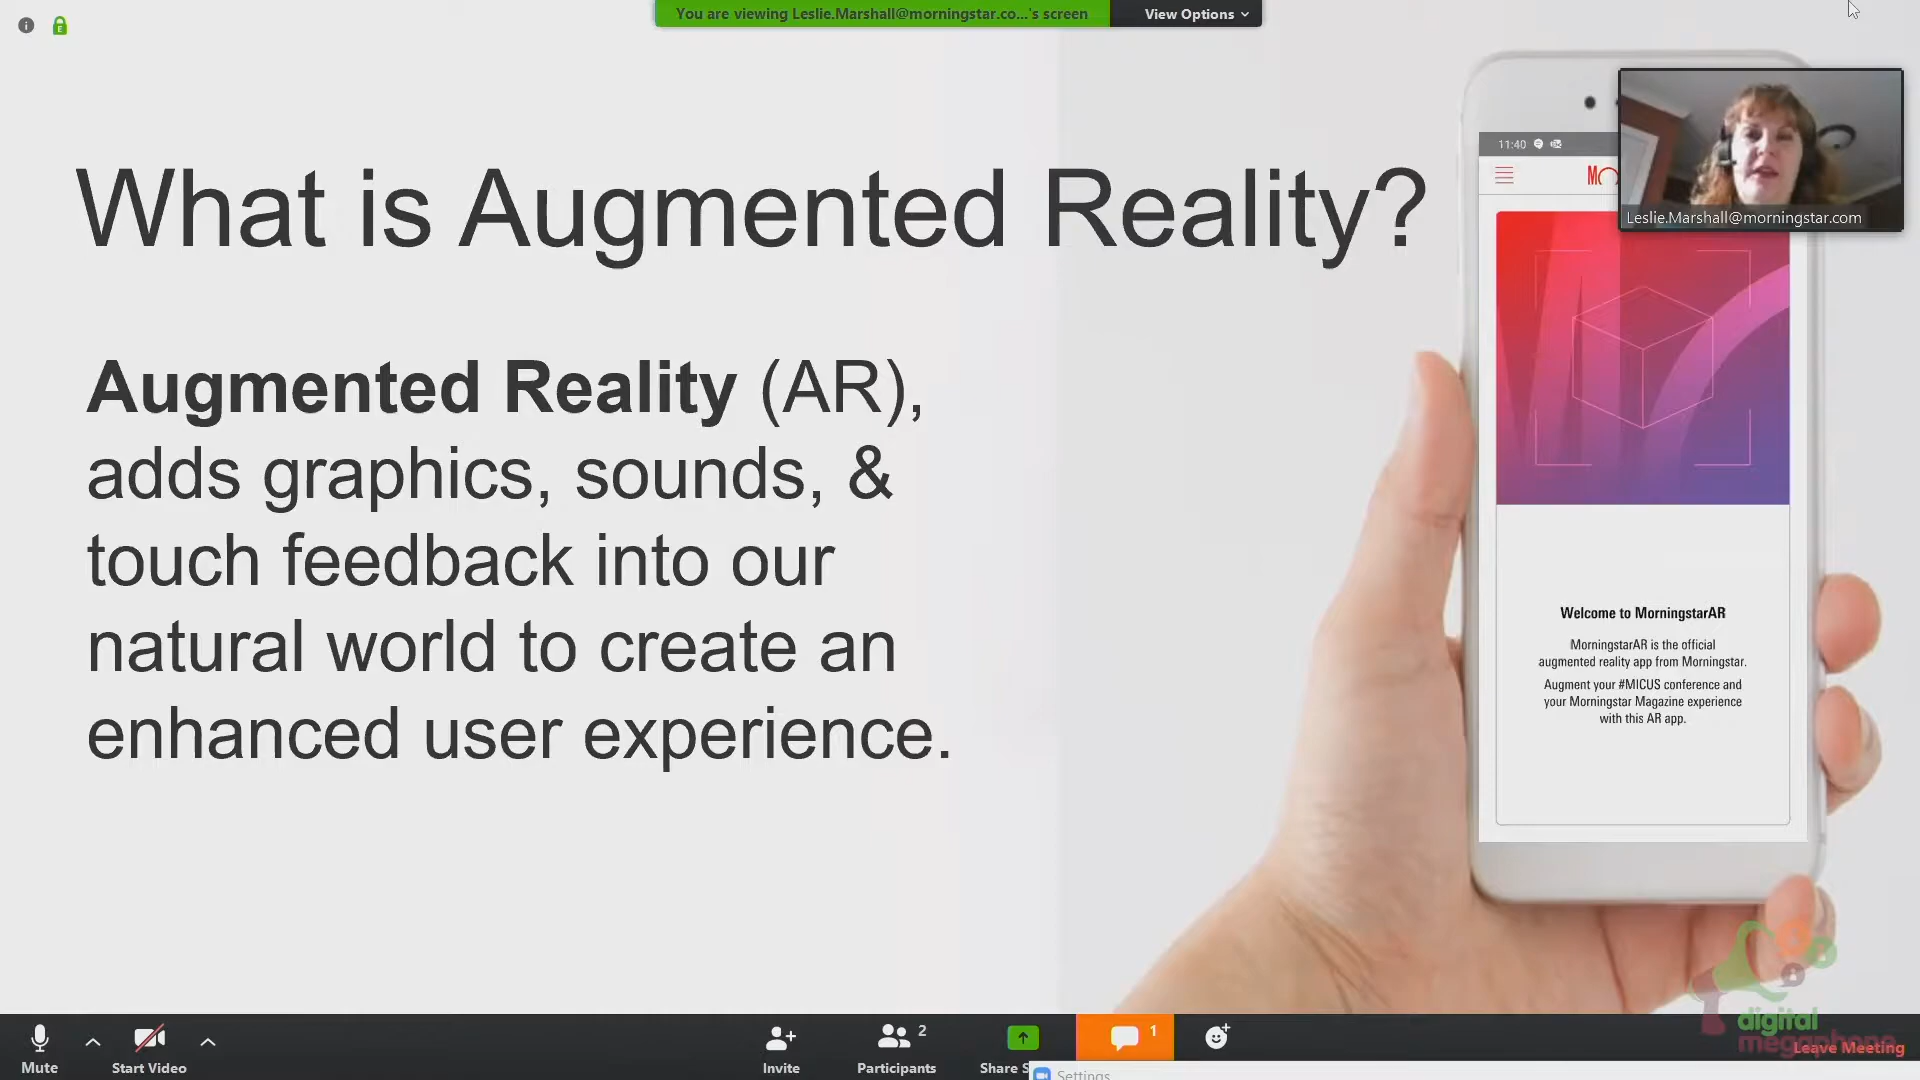 You are viewing Leslie.Marshall@morningstar.co...'s screen
View Options
What is Augmented Reality?
Augmented Reality (AR),
adds graphics, sounds, &
touch feedback into our
natural world to create an
enhanced user experience.
11:40
Leslie.Marshall@morningstar.com
Welcome to MorningstarAR
MorningstarAR is the official
augmented reality app from Morningstar.
Augment your #MICUS conference and
your Morningstar Magazine experience
with this AR app.
digital
megaphone
Mute
Start Video
Invite
2
Participants
Share S
1
Leave Meeting
Settings